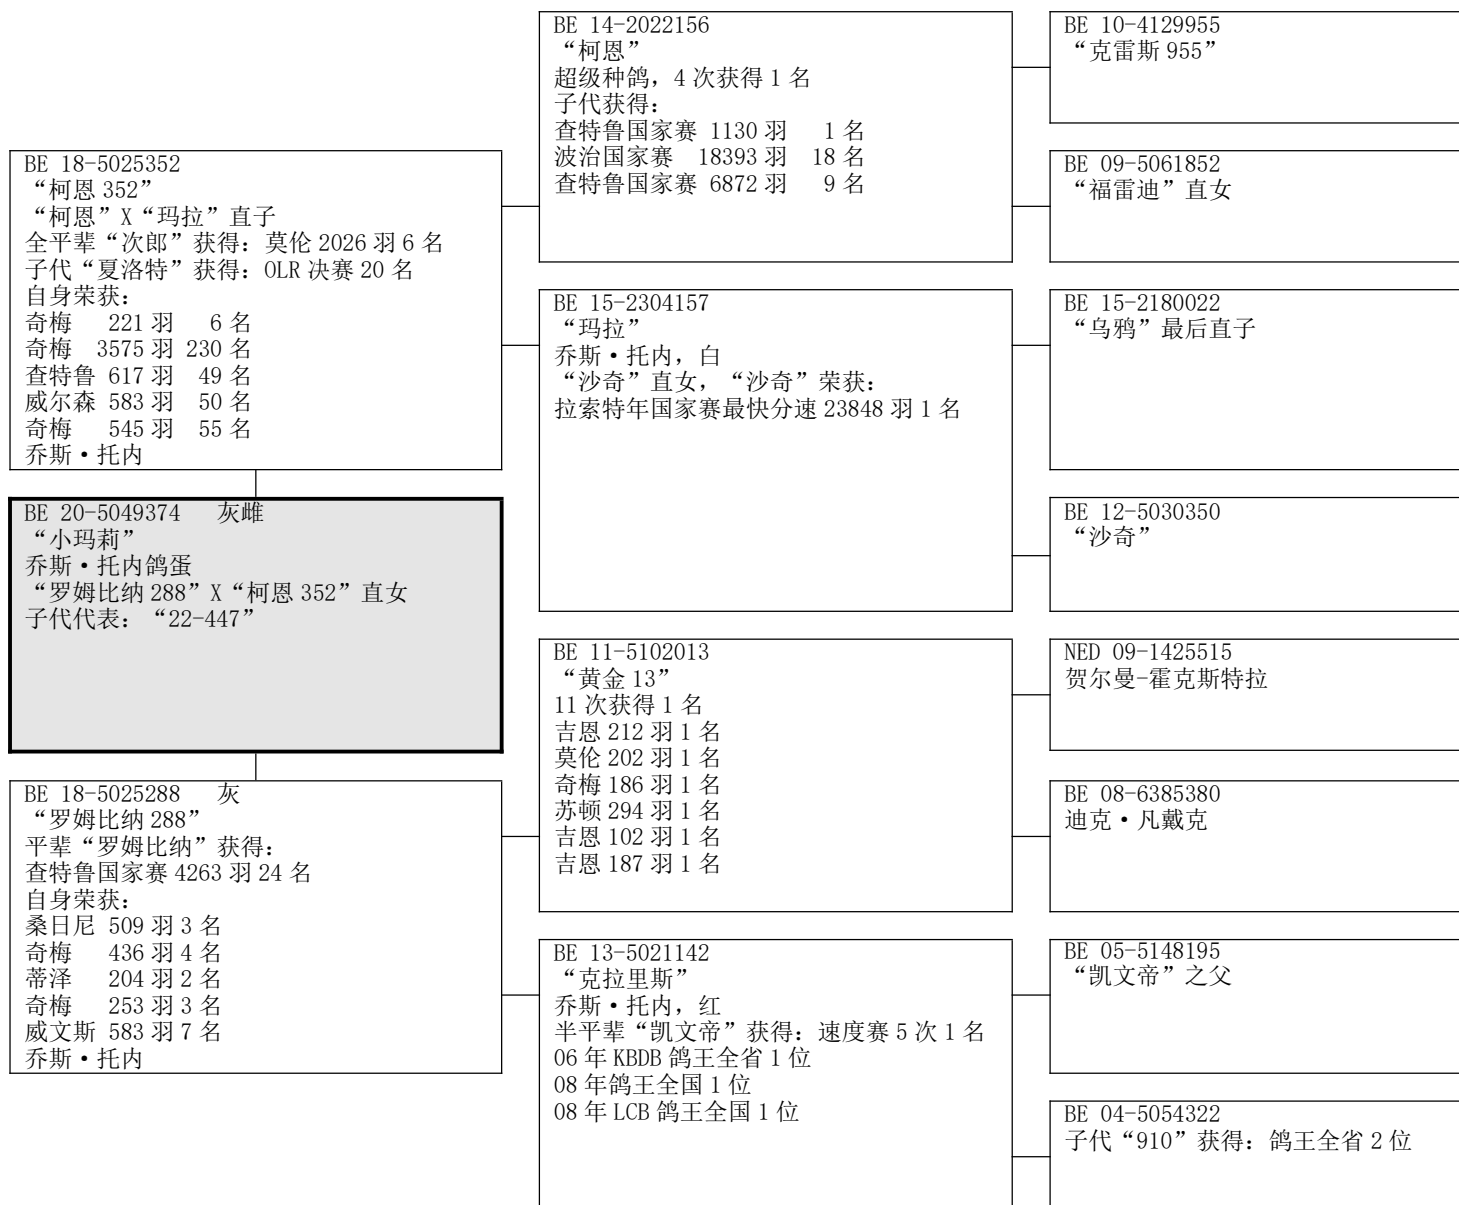 BE 18-5025352
“柯恩 352”
“柯恩”X“玛拉”直子
全平辈“次郎”获得：莫伦 2026 羽 6 名
子代“夏洛特”获得：OLR 决赛 20 名
自身荣获：
奇梅 221 羽 6 名
奇梅 3575 羽 230 名
查特鲁 617 羽 49 名
威尔森 583 羽 50 名
奇梅 545 羽 55 名
乔斯·托内
BE 20-5049374 灰雌
“小玛莉”
乔斯·托内鸽蛋
“罗姆比纳 288”X“柯恩 352”直女
子代代表：“22-447”
BE 18-5025288 灰
“罗姆比纳 288”
平辈“罗姆比纳”获得：
查特鲁国家赛 4263 羽 24 名
自身荣获：
桑日尼 509 羽 3 名
奇梅 436 羽 4 名
蒂泽 204 羽 2 名
奇梅 253 羽 3 名
威文斯 583 羽 7 名
乔斯·托内
BE 14-2022156
“柯恩”
超级种鸽，4 次获得 1 名
子代获得：
查特鲁国家赛 1130 羽 1 名
波治国家赛 18393 羽 18 名
查特鲁国家赛 6872 羽 9 名
BE 15-2304157
“玛拉”
乔斯·托内，白
“沙奇”直女，“沙奇”荣获：
拉索特年国家赛最快分速 23848 羽 1 名
BE 11-5102013
“黄金 13”
11 次获得 1 名
吉恩 212 羽 1 名
莫伦 202 羽 1 名
奇梅 186 羽 1 名
苏顿 294 羽 1 名
吉恩 102 羽 1 名
吉恩 187 羽 1 名
BE 13-5021142
“克拉里斯”
乔斯·托内，红
半平辈“凯文帝”获得：速度赛 5 次 1 名
06 年 KBDB 鸽王全省 1 位
08 年鸽王全国 1 位
08 年 LCB 鸽王全国 1 位
BE 10-4129955
“克雷斯 955”
BE 09-5061852
“福雷迪”直女
BE 15-2180022
“乌鸦”最后直子
BE 12-5030350
“沙奇”
NED 09-1425515
贺尔曼-霍克斯特拉
BE 08-6385380
迪克·凡戴克
BE 05-5148195
“凯文帝”之父
BE 04-5054322
子代“910”获得：鸽王全省 2 位